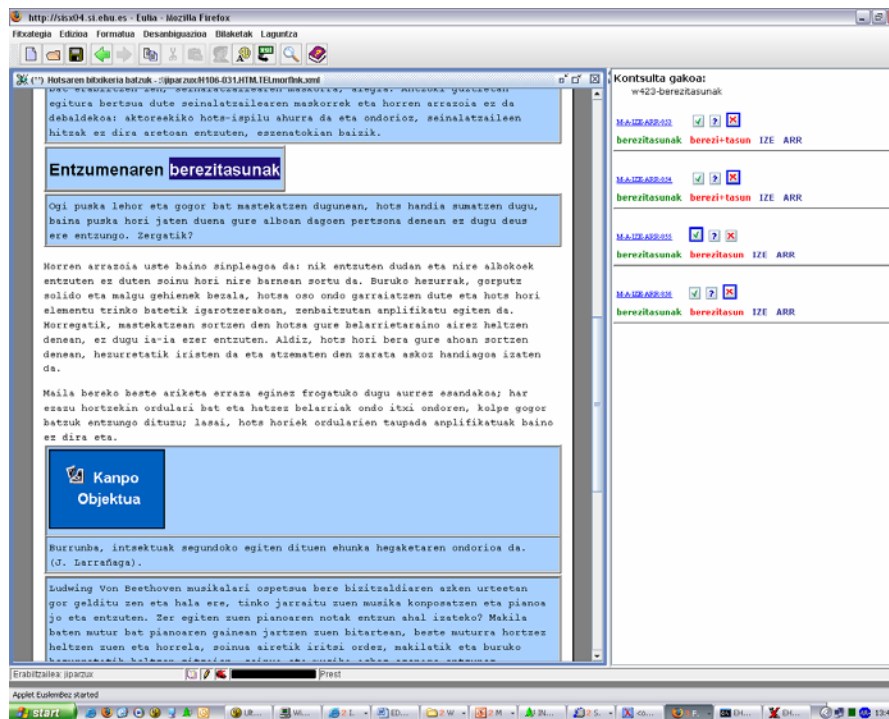 http://sisx04.si.ehu.es - Eulia - Mozilla Firefox
Fitxategia Edizioa Formatua Desanbiguazioa Bilaketak Laguntza
Hotsaren bitxikeria batzuk
egitura bertsua dute seinalatzailearen maskorrek eta horren arrazoia ez da
debaldekoa: aktoreekiko hots-ispilu ahurra da eta ondorioz, seinalatzaileen
hitzak ez dira aretoan entzuten, eszenatokian baizik.
Entzumenaren berezitasunak
Ogi puska lehor eta gogor bat mastekatzen dugunean, hots handia sumatzen dugu,
baina puska hori jaten duena gure alboan dagoen pertsona denean ez dugu deus
ere entzungo. Zergatik?
Horren arrazoia uste baino sinpleagoa da: nik entzuten dudan eta nire albokoek
entzuten ez duten soinu hori nire barnean sortu da. Buruko hezurrak, gorputz
solido eta malgu gehienek bezala, hotsa oso ondo garraiatzen dute eta hots hori
elementu trinko batetik igarotzerakoan, zenbaitzutan anplifikatu egiten da.
Horregatik, mastekatzean sortzen den hotsa gure belarrietaraino airez heltzen
denean, ez dugu ia-ia ezer entzuten. Aldiz, hots hori bera gure ahoan sortzen
denean, hezurretatik iristen da eta atzematen den zarata askoz handiagoa izaten
da.
Maila bereko beste ariketa erraza eginez frogatuko dugu aurrez esandakoa; har
ezazu hortzekin ordulari bat eta hatzez belarriak ondo itxi ondoren, kolpe gogor
batzuk entzungo dituzu; lasai, hots horiek ordularien taupada anplifikatuak baino
ez dira eta.
Kanpo
Objektua
Burrunba, intsektuak segundoko egiten dituen ehunka hegaketaren ondorioa da.
(J. Larrañaga).
Ludwing Von Beethoven musikalari ospetsua bere bizitzaldiaren azken urteetan
gor gelditu zen eta hala ere, tinko jarraitu zuen musika konposatzen eta pianoa
jo eta entzuten. Zer egiten zuen pianoaren notak entzun ahal izateko? Makila
baten mutur bat pianoaren gainean jartzen zuen bitartean, beste muturra hortzez
heltzen zuen eta horrela, soinua airetik iritsi ordez, makilatik eta buruko
Kontsulta gakoa:
w423-berezitasunak
berezitasunak berezi+tasun IZE ARR
berezitasunak berezi+tasun IZE ARR
berezitasunak berezitasun IZE ARR
berezitasunak berezitasun IZE ARR
Erabiltzailea: jiparzux Prest
Applet EuslemBez started
start